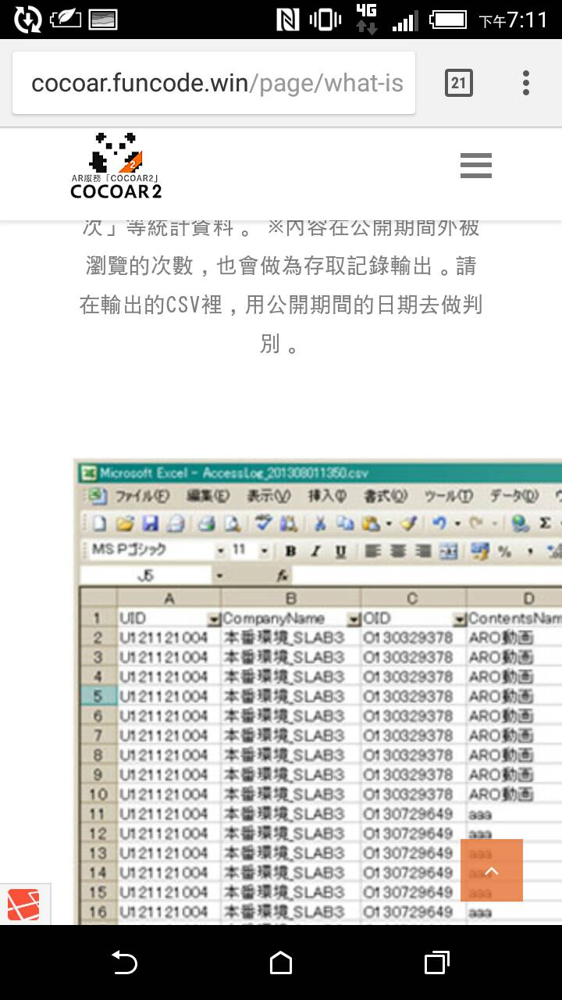 4G
下午7:11
cocoar.funcode.win/page/what-is
21
2
AR服務「COCOAR2」
COCOAR2
次」等統計資料。 ※內容在公開期間外被
瀏覽的次數，也會做為存取記錄輸出。請
在輸出的CSV裡，用公開期間的日期去做判
別。
Microsoft Excel - AccessLog_201308011350.csv
ファイル(F) 編集(E) 表示(V) 挿入(I) 書式(O) ツール(T) データ(D) ウ
MS Pゴシック 11 B I U % ,
J5 fx
A B C D
1 UID CompanyName OID ContentsNam
2 U121121004 本番環境_SLAB3 O130329378 ARO動画
3 U121121004 本番環境_SLAB3 O130329378 ARO動画
4 U121121004 本番環境_SLAB3 O130329378 ARO動画
5 U121121004 本番環境_SLAB3 O130329378 ARO動画
6 U121121004 本番環境_SLAB3 O130329378 ARO動画
7 U121121004 本番環境_SLAB3 O130329378 ARO動画
8 U121121004 本番環境_SLAB3 O130329378 ARO動画
9 U121121004 本番環境_SLAB3 O130329378 ARO動画
10 U121121004 本番環境_SLAB3 O130329378 ARO動画
11 U121121004 本番環境_SLAB3 O130729649 aaa
12 U121121004 本番環境_SLAB3 O130729649 aaa
13 U121121004 本番環境_SLAB3 O130729649 aaa
14 U121121004 本番環境_SLAB3 O130729649 aaa
15 U121121004 本番環境_SLAB3 O130729649 aaa
16 U121121004 本番環境_SLAB3 O130729649 aaa